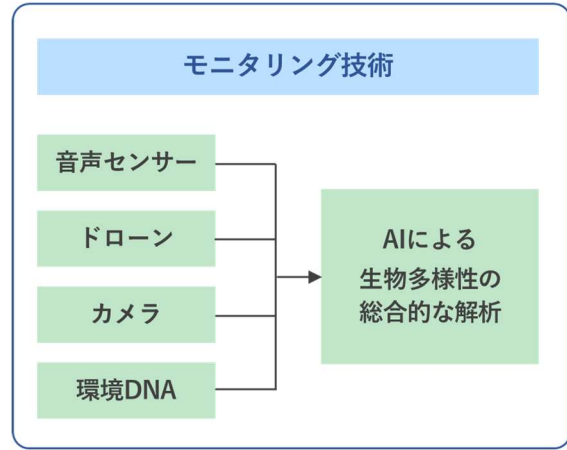 モニタリング技術
音声センサー
ドローン
カメラ
環境DNA
AIによる
生物多様性の
総合的な解析